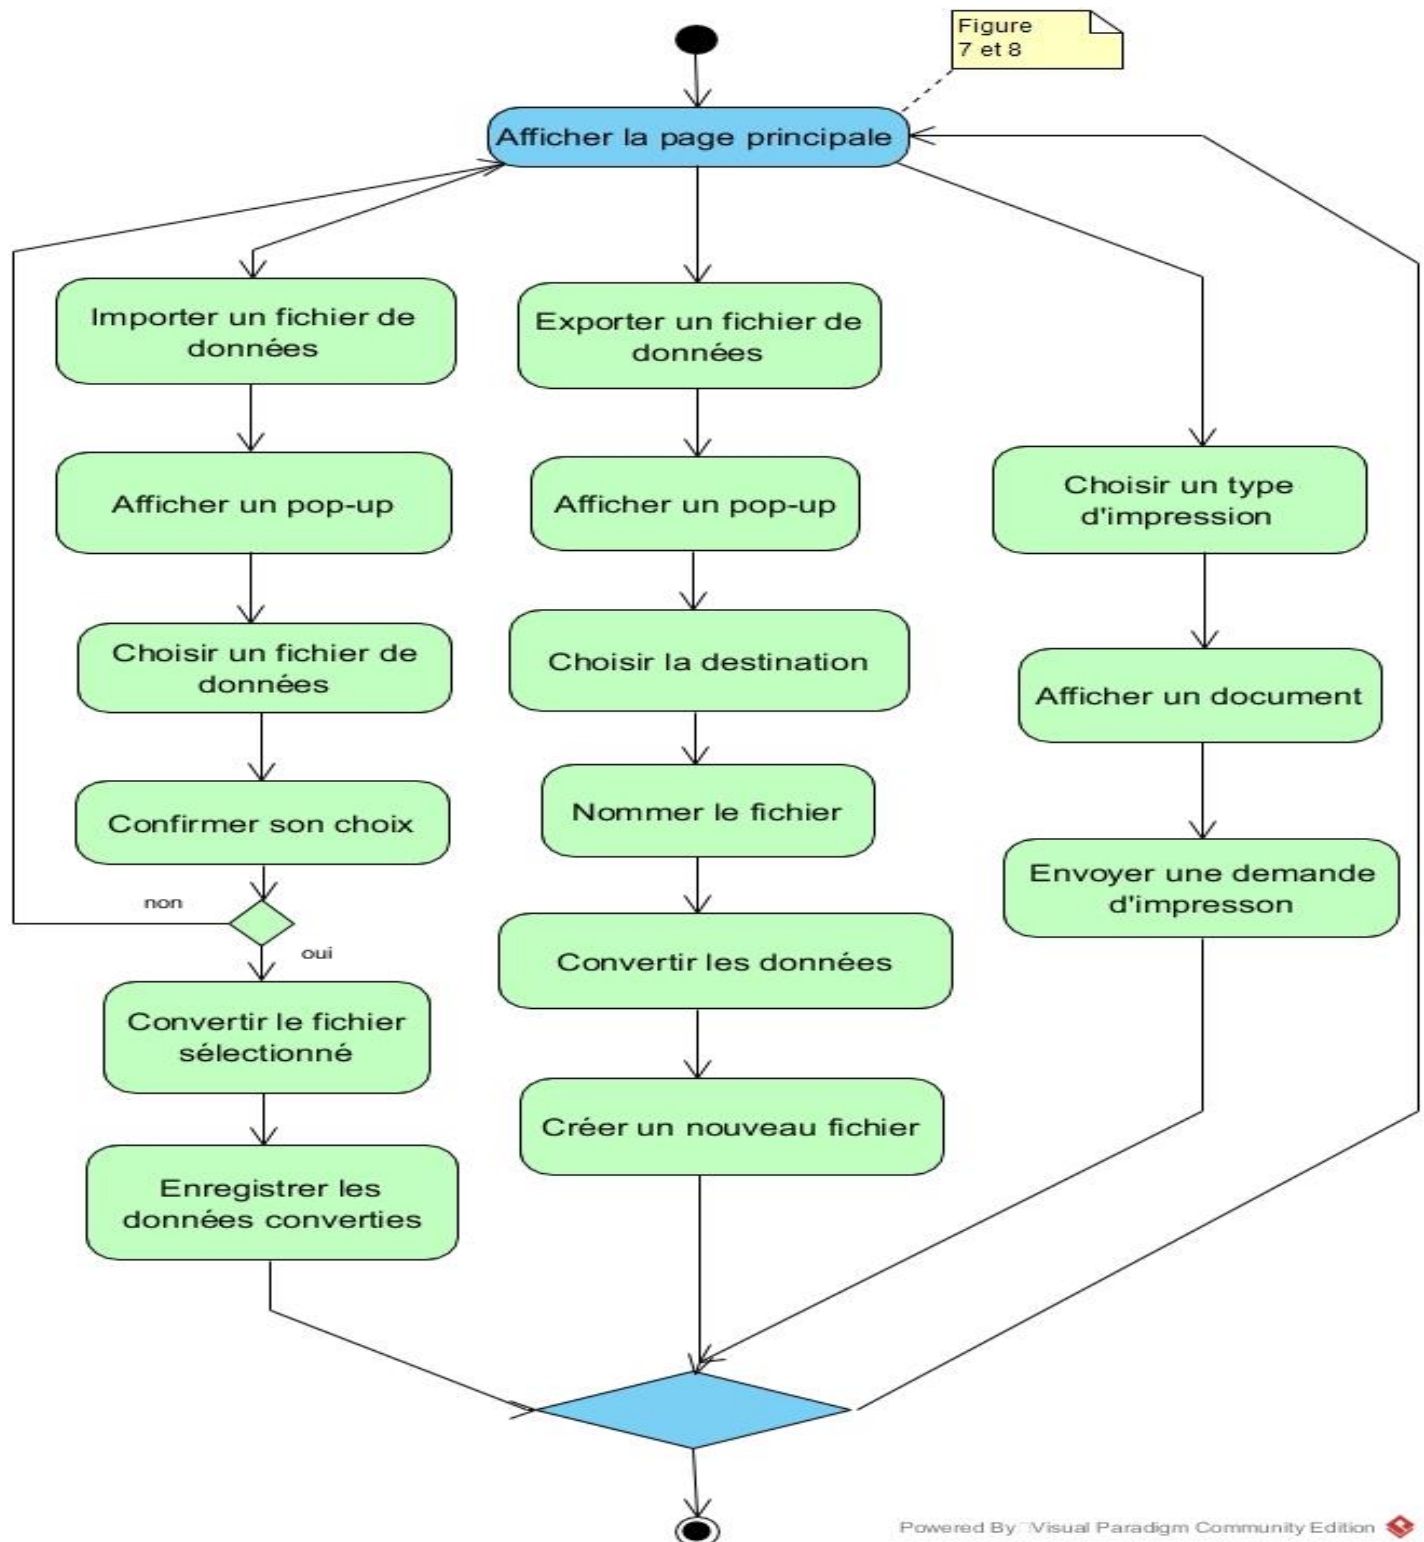 Figure
7 et 8
Afficher la page principale
Importer un fichier de
données
Afficher un pop-up
Choisir un fichier de
données
Confirmer son choix
non
oui
Convertir le fichier
sélectionné
Enregistrer les
données converties
Exporter un fichier de
données
Afficher un pop-up
Choisir la destination
Nommer le fichier
Convertir les données
Créer un nouveau fichier
Choisir un type
d'impression
Afficher un document
Envoyer une demande
d'impresson
Powered By Visual Paradigm Community Edition